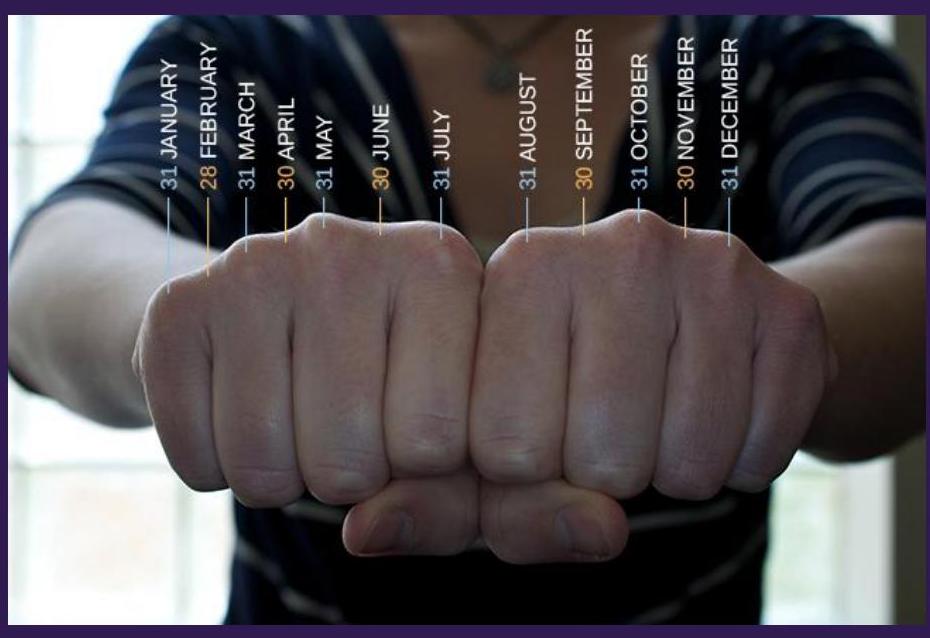 31 JANUARY
28 FEBRUARY
31 MARCH
30 APRIL
31 MAY
30 JUNE
31 JULY
31 AUGUST
30 SEPTEMBER
31 OCTOBER
30 NOVEMBER
31 DECEMBER